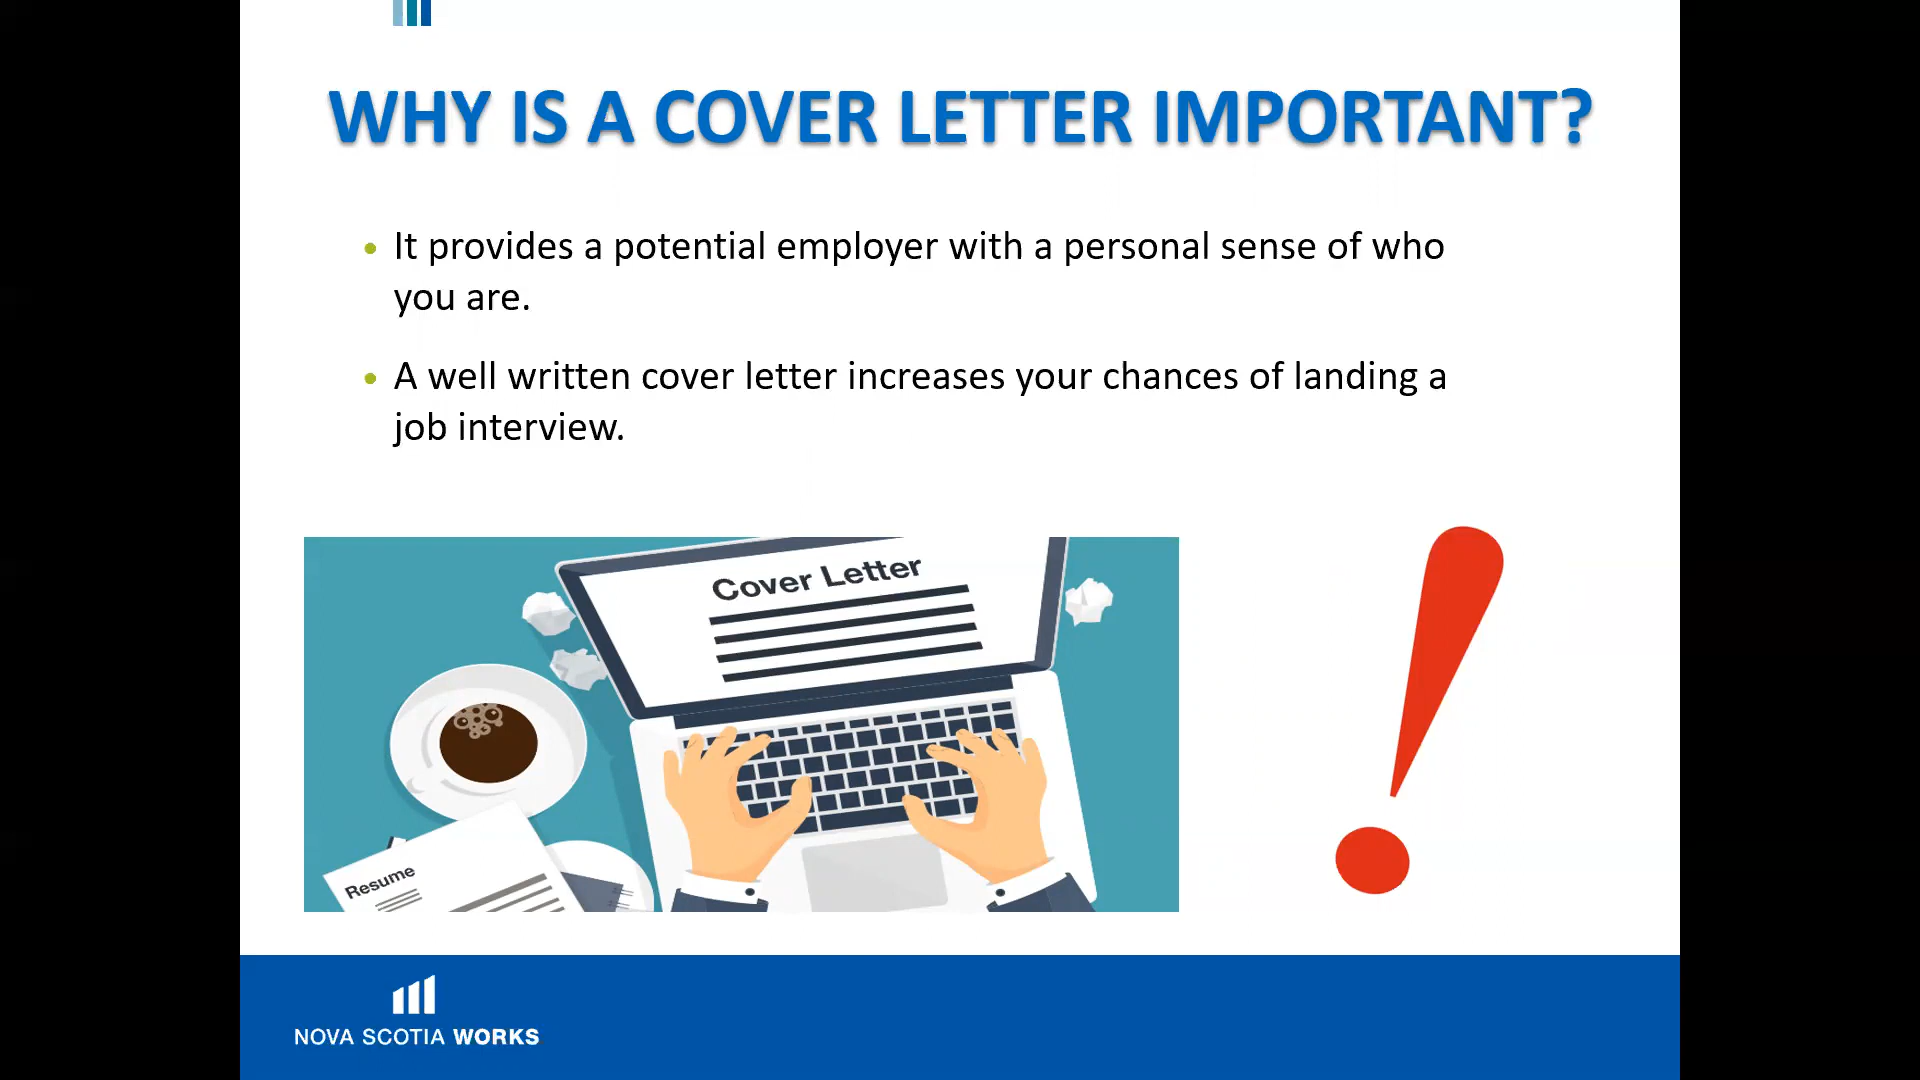 WHY IS A COVER LETTER IMPORTANT?
• It provides a potential employer with a personal sense of who
you are.
• A well written cover letter increases your chances of landing a
job interview.
Cover Letter
Resume
NOVA SCOTIA WORKS